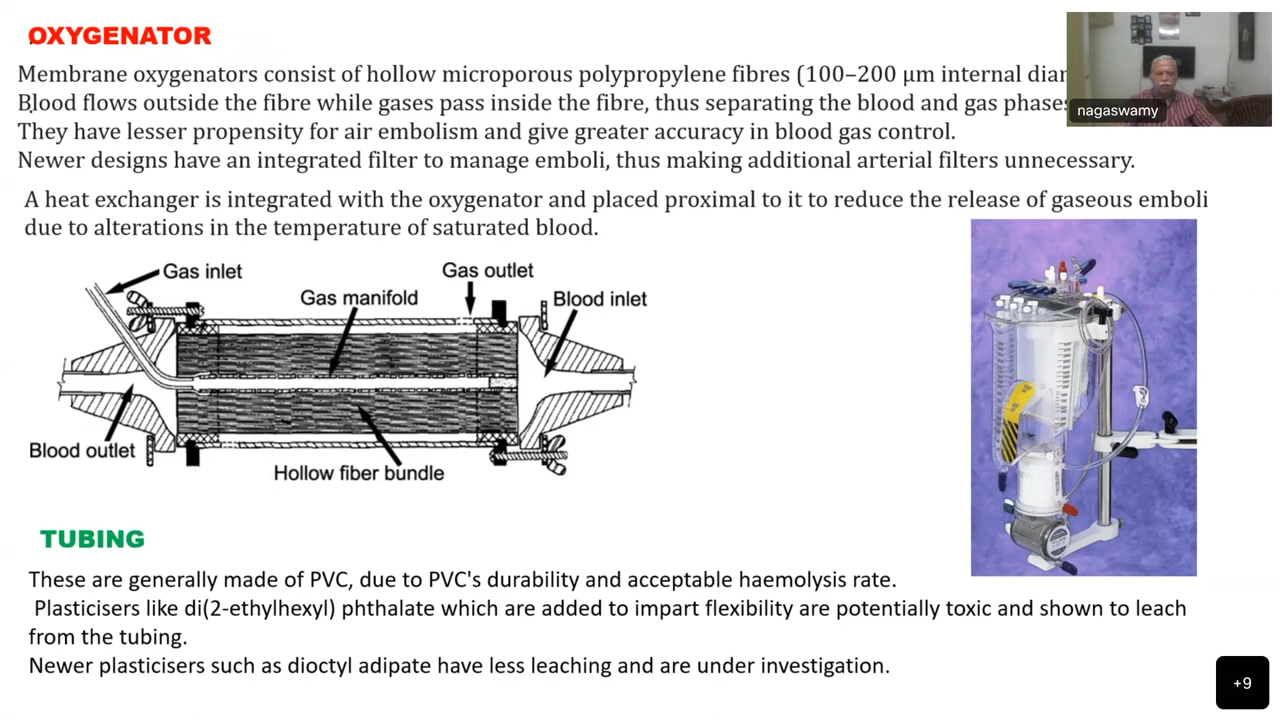 OXYGENATOR
Membrane oxygenators consist of hollow microporous polypropylene fibres (100–200 μm internal
Blood flows outside the fibre while gases pass inside the fibre, thus separating the blood and gas
They have lesser propensity for air embolism and give greater accuracy in blood gas control.
Newer designs have an integrated filter to manage emboli, thus making additional arterial filters unnecessary.
A heat exchanger is integrated with the oxygenator and placed proximal to it to reduce the release of gaseous emboli
due to alterations in the temperature of saturated blood.
nagaswamy
Gas inlet
Gas manifold
Gas outlet
Blood inlet
Blood outlet
Hollow fiber bundle
TUBING
These are generally made of PVC, due to PVC's durability and acceptable haemolysis rate.
Plasticisers like di(2-ethylhexyl) phthalate which are added to impart flexibility are potentially toxic and shown to leach
from the tubing.
Newer plasticisers such as dioctyl adipate have less leaching and are under investigation.
+9